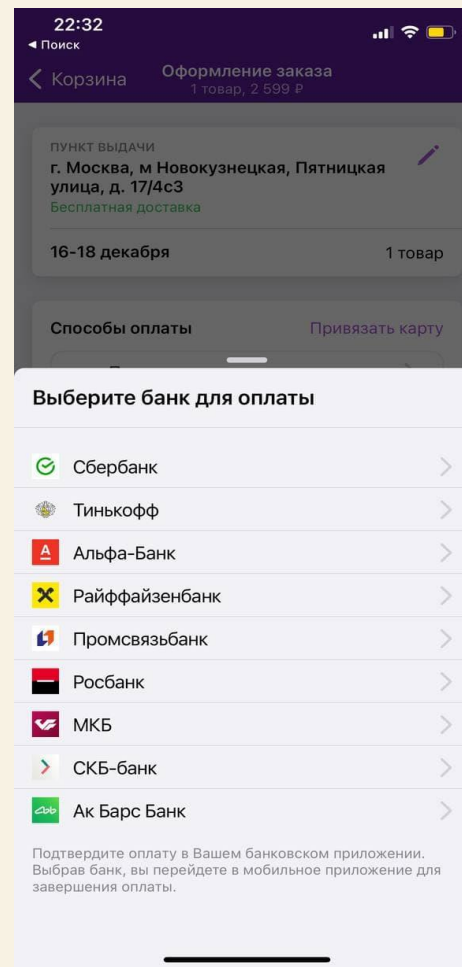 22:32
◀ Поиск
Корзина
Оформление заказа
1 товар, 2 599 ₽
ПУНКТ ВЫДАЧИ
г. Москва, м Новокузнецкая, Пятницкая
улица, д. 17/4с3
Бесплатная доставка
16-18 декабря 1 товар
Способы оплаты Привязать карту
Выберите банк для оплаты
Сбербанк
Тинькофф
Альфа-Банк
Райффайзенбанк
Промсвязьбанк
Росбанк
МКБ
СКБ-банк
Ак Барс Банк
Подтвердите оплату в Вашем банковском приложении.
Выбрав банк, вы перейдете в мобильное приложение для
завершения оплаты.